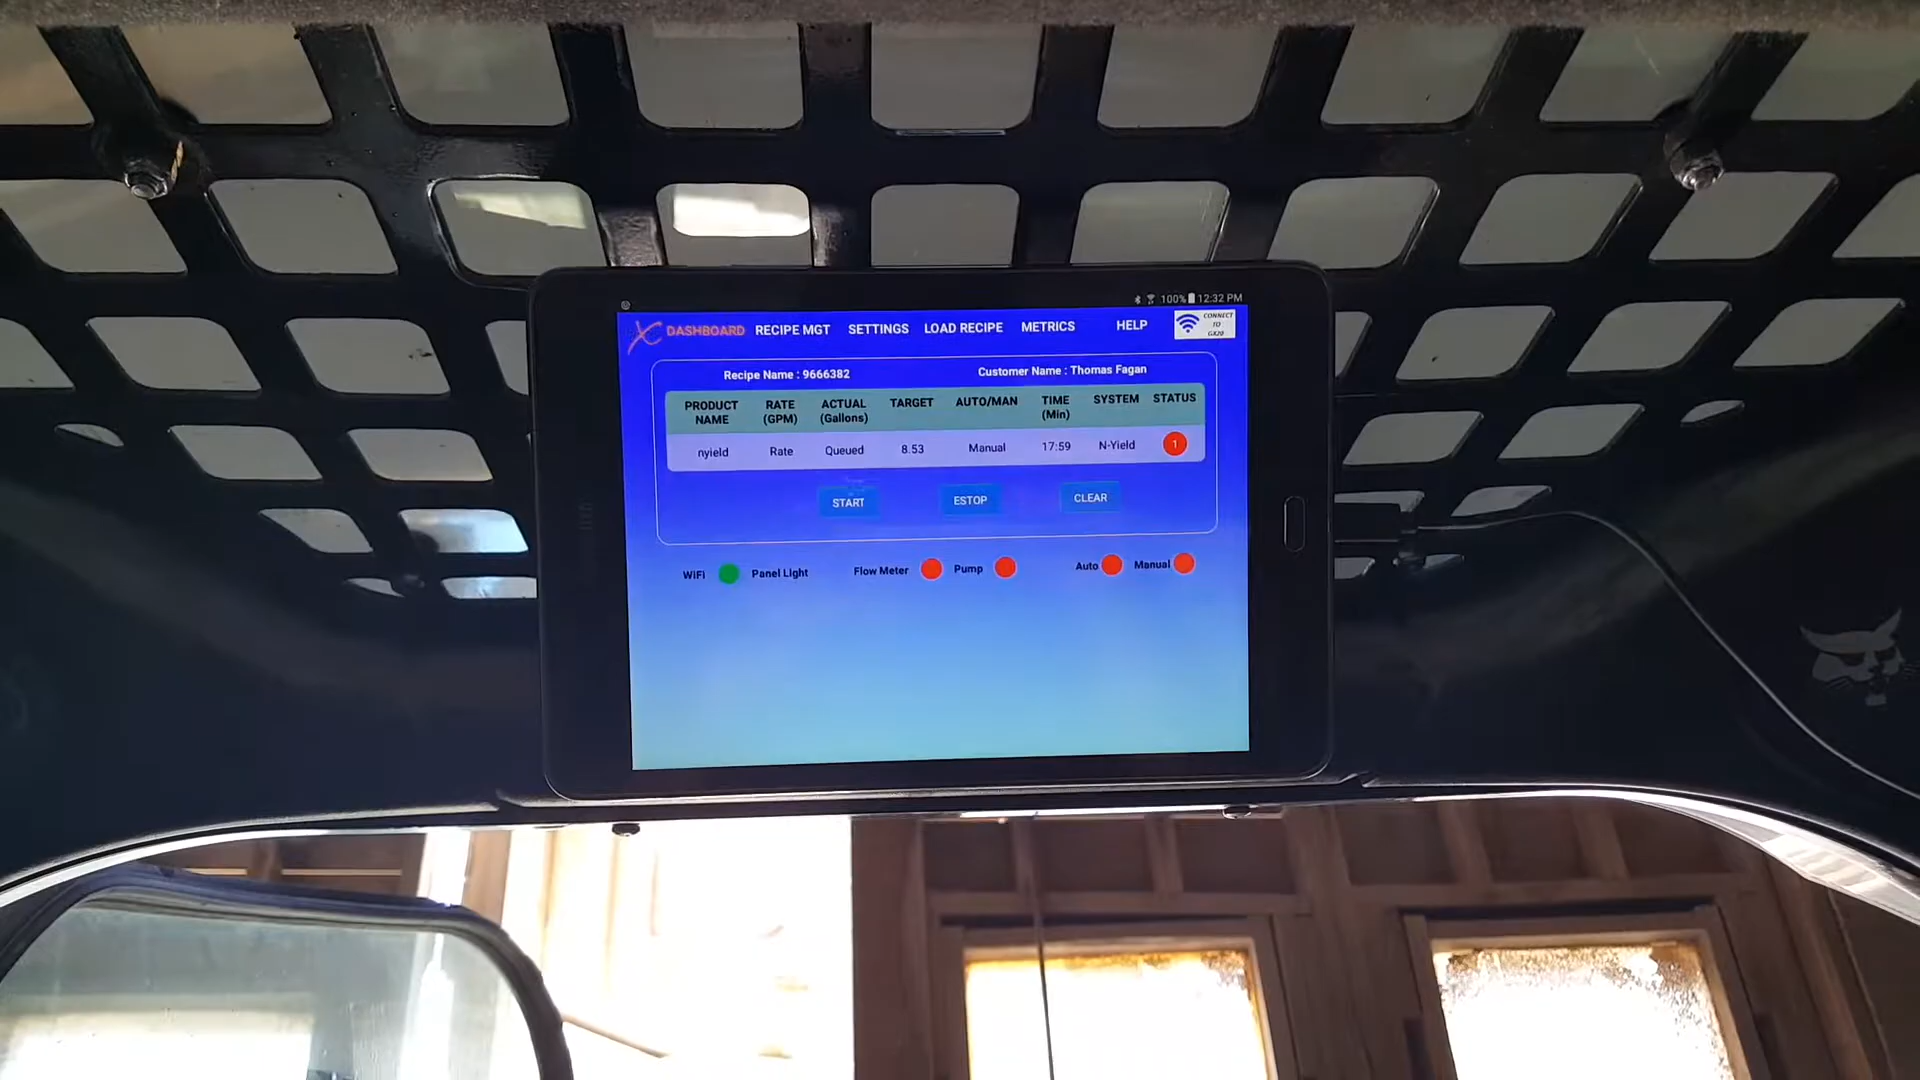 100% 12:32 PM
DASHBOARD RECIPE MGT SETTINGS LOAD RECIPE METRICS HELP
CONNECT
TO
GX20
Recipe Name : 9666382 Customer Name : Thomas Fagan
PRODUCT NAME RATE (GPM) ACTUAL (Gallons) TARGET AUTO/MAN TIME (Min) SYSTEM STATUS
nyield Rate Queued 8.53 Manual 17:59 N-Yield 1
START ESTOP CLEAR
WiFi Panel Light Flow Meter Pump Auto Manual